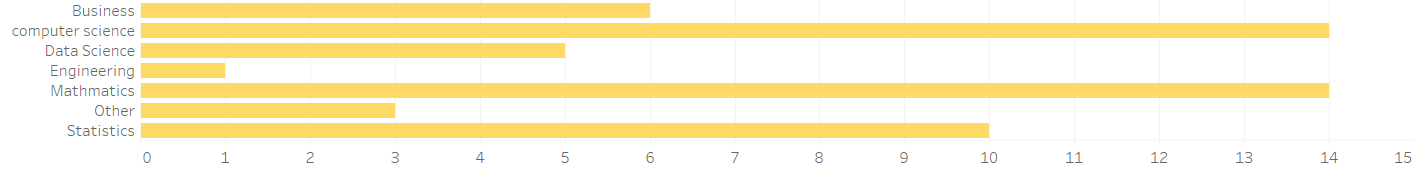 Business
computer science
Data Science
Engineering
Mathmatics
Other
Statistics
0 1 2 3 4 5 6 7 8 9 10 11 12 13 14 15